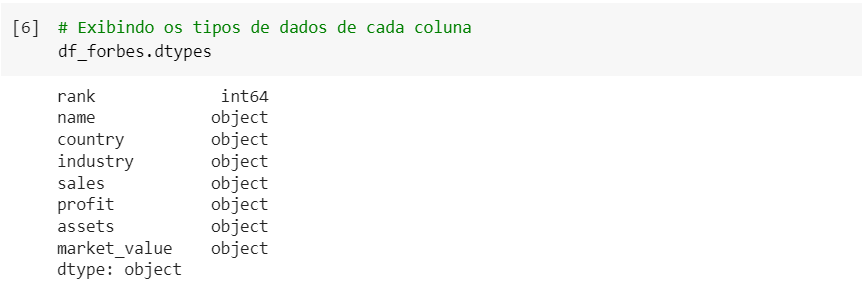 [6] # Exibindo os tipos de dados de cada coluna
df_forbes.dtypes
rank int64
name object
country object
industry object
sales object
profit object
assets object
market_value object
dtype: object